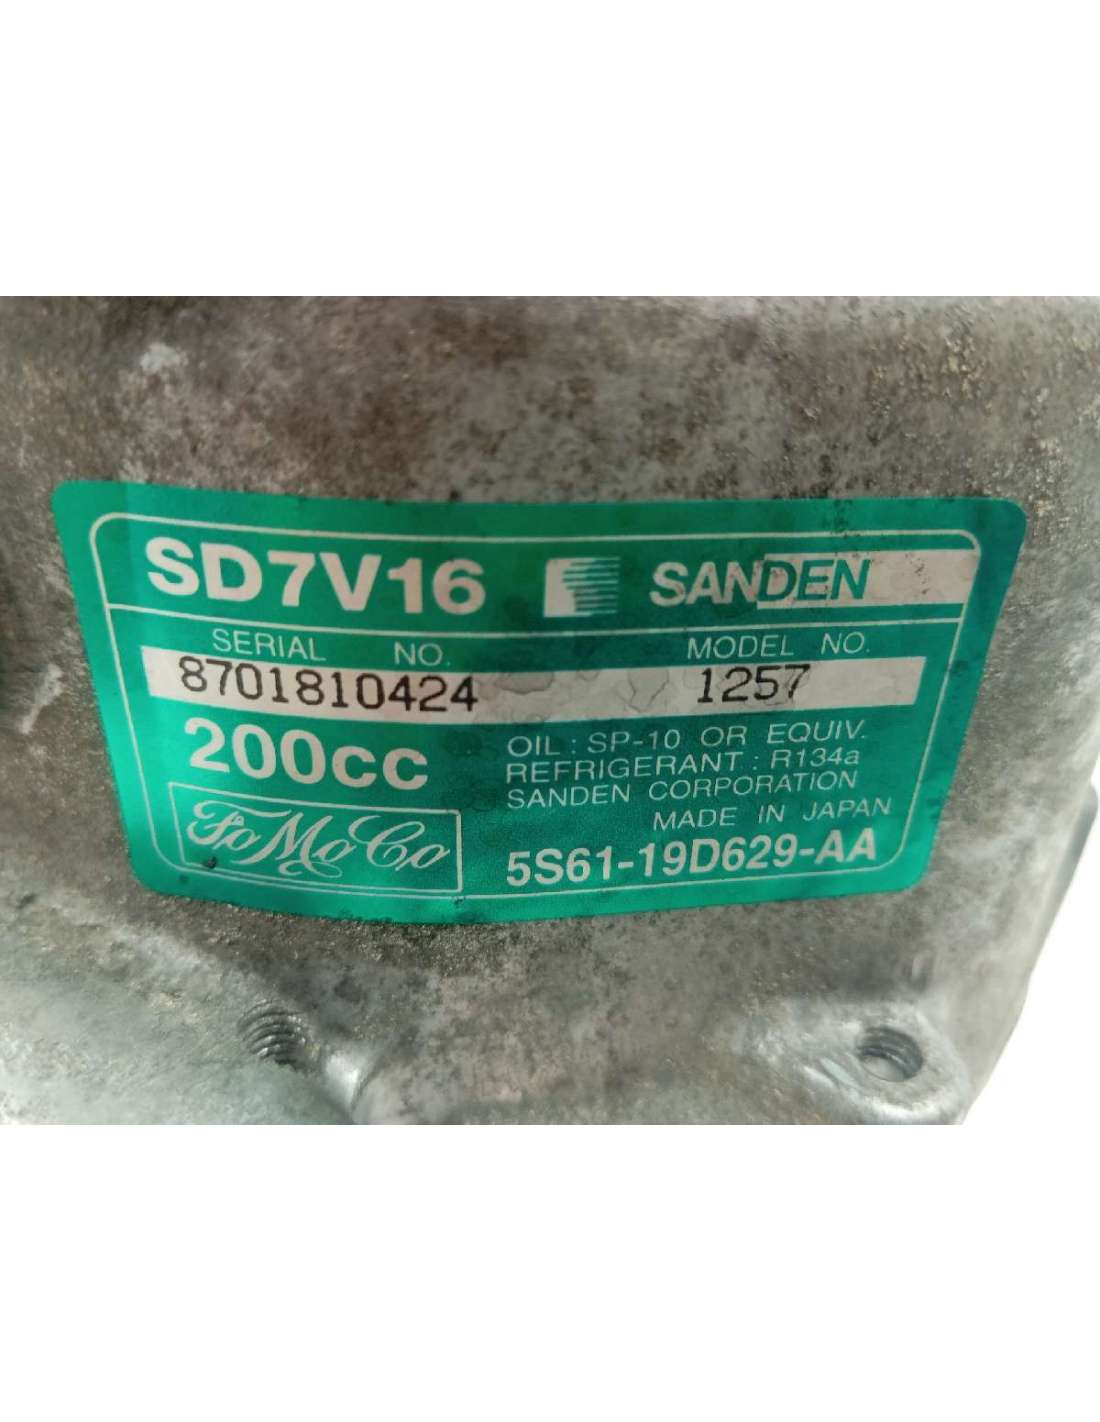 SD7V16 SANDEN
SERIAL NO. MODEL NO.
8701810424 1257
200cc
OIL : SP-10 OR EQUIV.
REFRIGERANT : R134a
SANDEN CORPORATION
MADE IN JAPAN
FoMoCo
5S61-19D629-AA